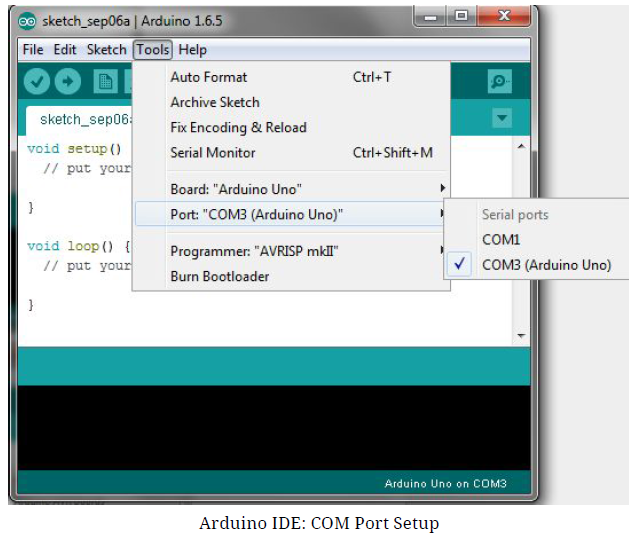 sketch_sep06a | Arduino 1.6.5
File Edit Sketch Tools Help
Auto Format Ctrl+T
Archive Sketch
Fix Encoding & Reload
Serial Monitor Ctrl+Shift+M
Board: "Arduino Uno"
Port: "COM3 (Arduino Uno)"
Programmer: "AVRISP mkII"
Burn Bootloader
Serial ports
COM1
COM3 (Arduino Uno)
sketch_sep06a
void setup()
// put your
}
void loop() {
// put your
}
Arduino Uno on COM3
Arduino IDE: COM Port Setup